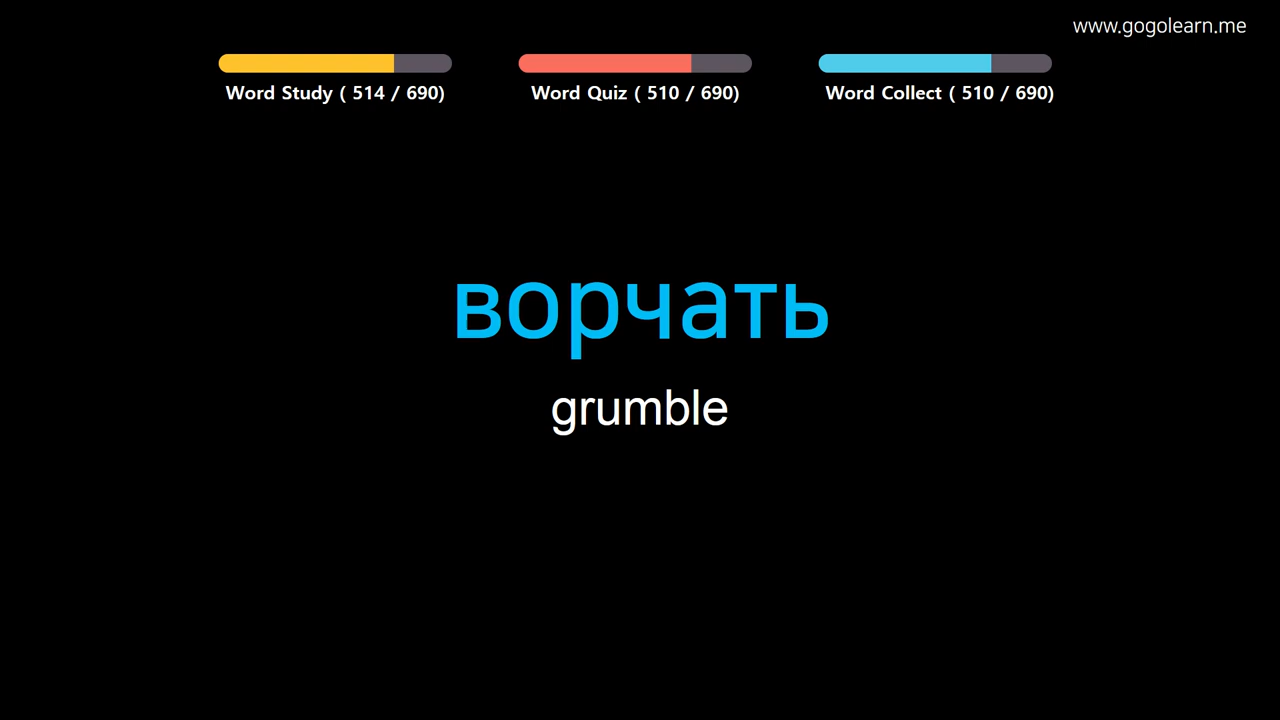 www.gogolearn.me
Word Study ( 514 / 690)
Word Quiz ( 510 / 690)
Word Collect ( 510 / 690)
ворчать
grumble